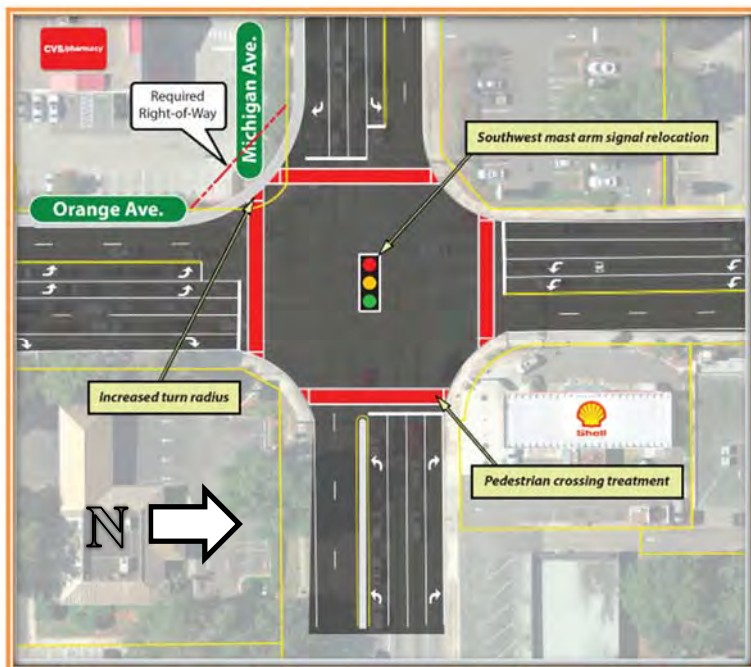 CVS/pharmacy
Required
Right-of-Way
Michigan Ave.
Southwest mast arm signal relocation
Orange Ave.
Increased turn radius
Shell
Pedestrian crossing treatment
N